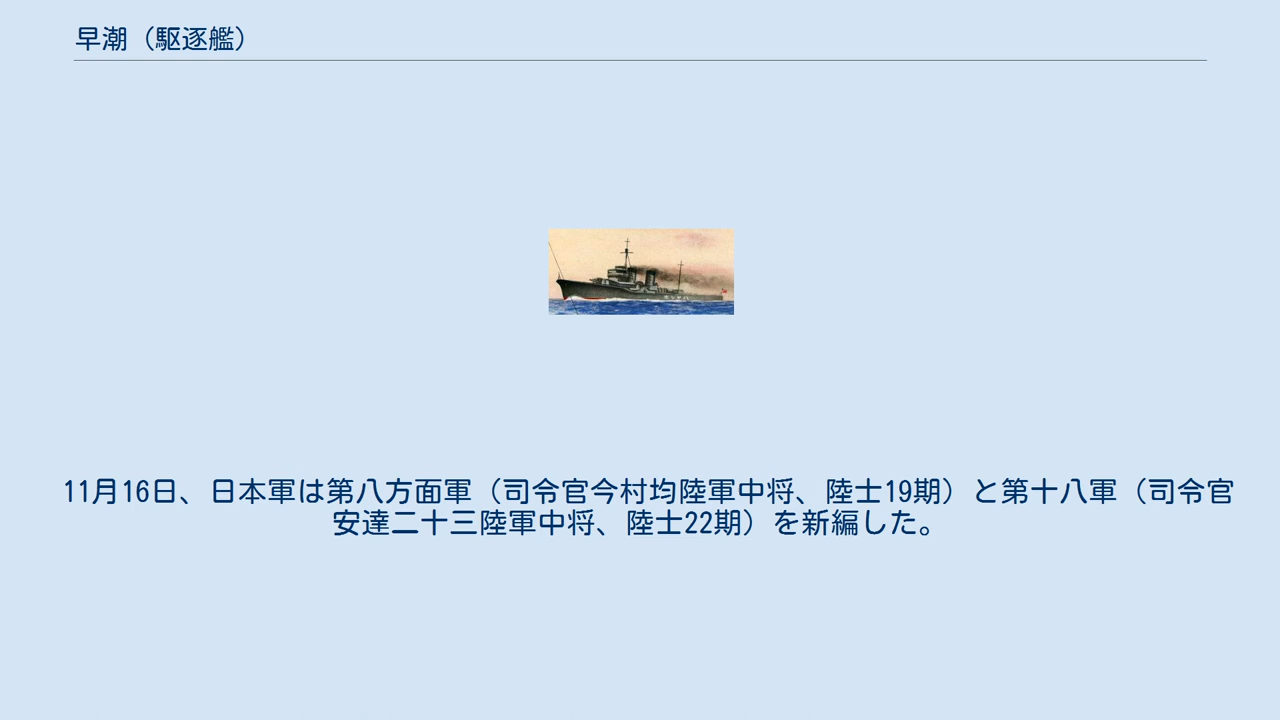 早潮（駆逐艦）
11月16日、日本軍は第八方面軍（司令官今村均陸軍中将、陸士19期）と第十八軍（司令官
安達二十三陸軍中将、陸士22期）を新編した。